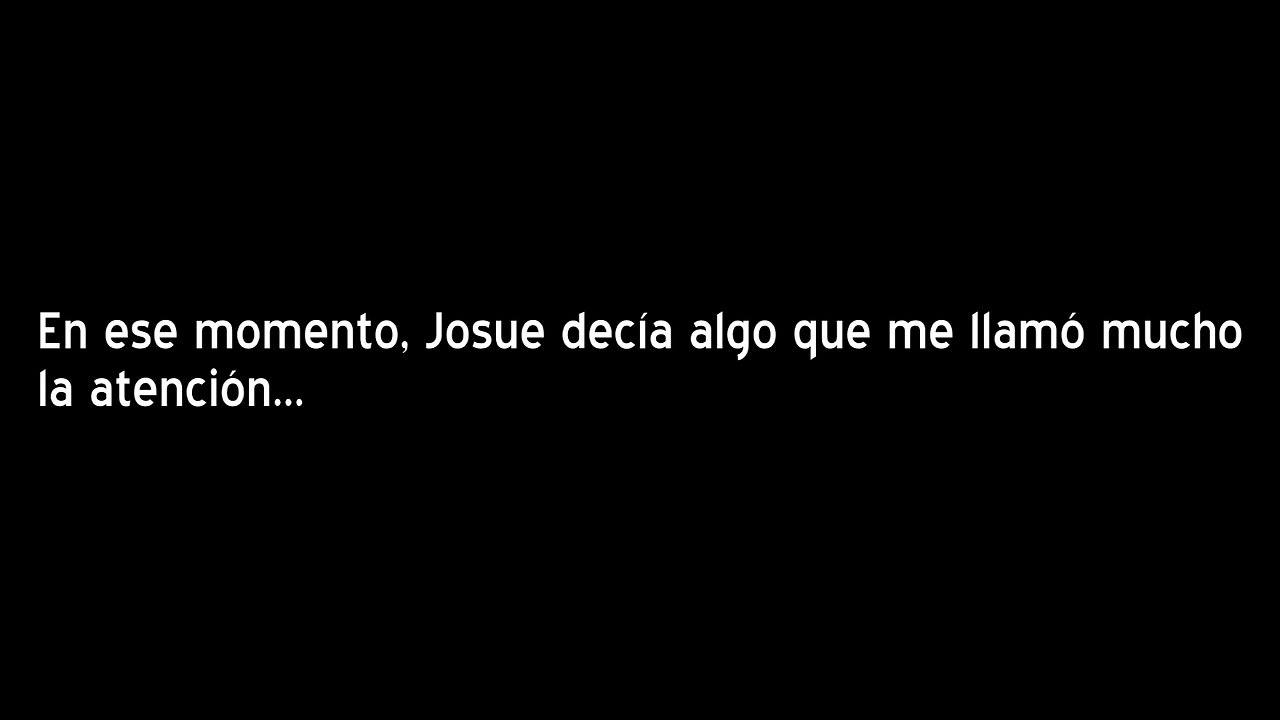 En ese momento, Josue decía algo que me llamó mucho
la atención...